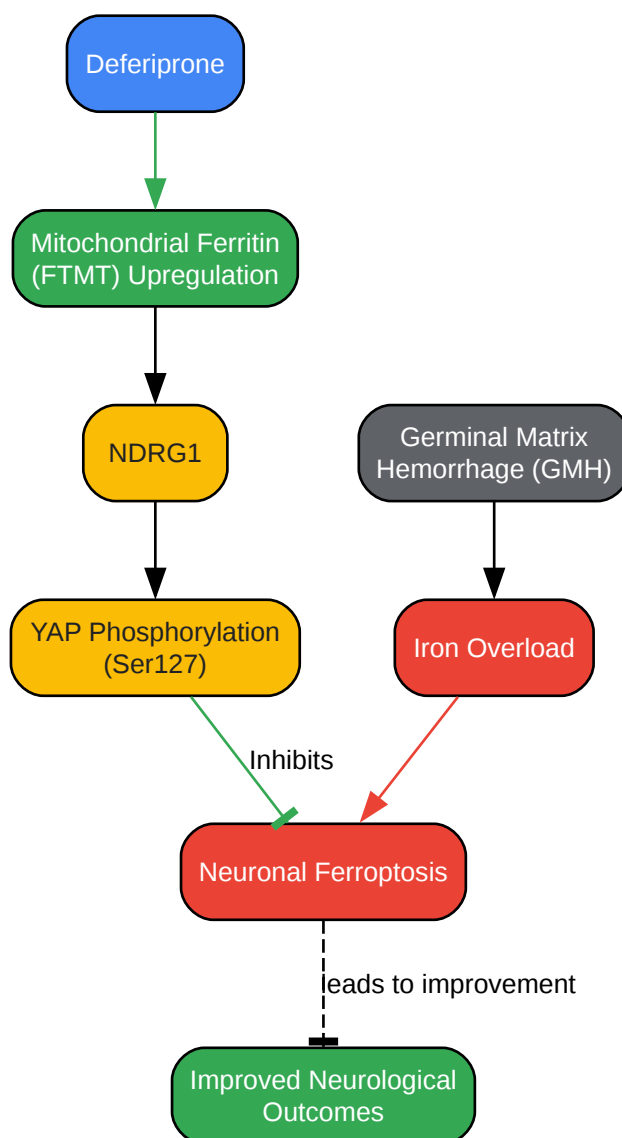 Deferiprone
Mitochondrial Ferritin
(FTMT) Upregulation
NDRG1
Germinal Matrix
Hemorrhage (GMH)
YAP Phosphorylation
(Ser127)
Iron Overload
Inhibits
Neuronal Ferroptosis
leads to improvement
Improved Neurological
Outcomes